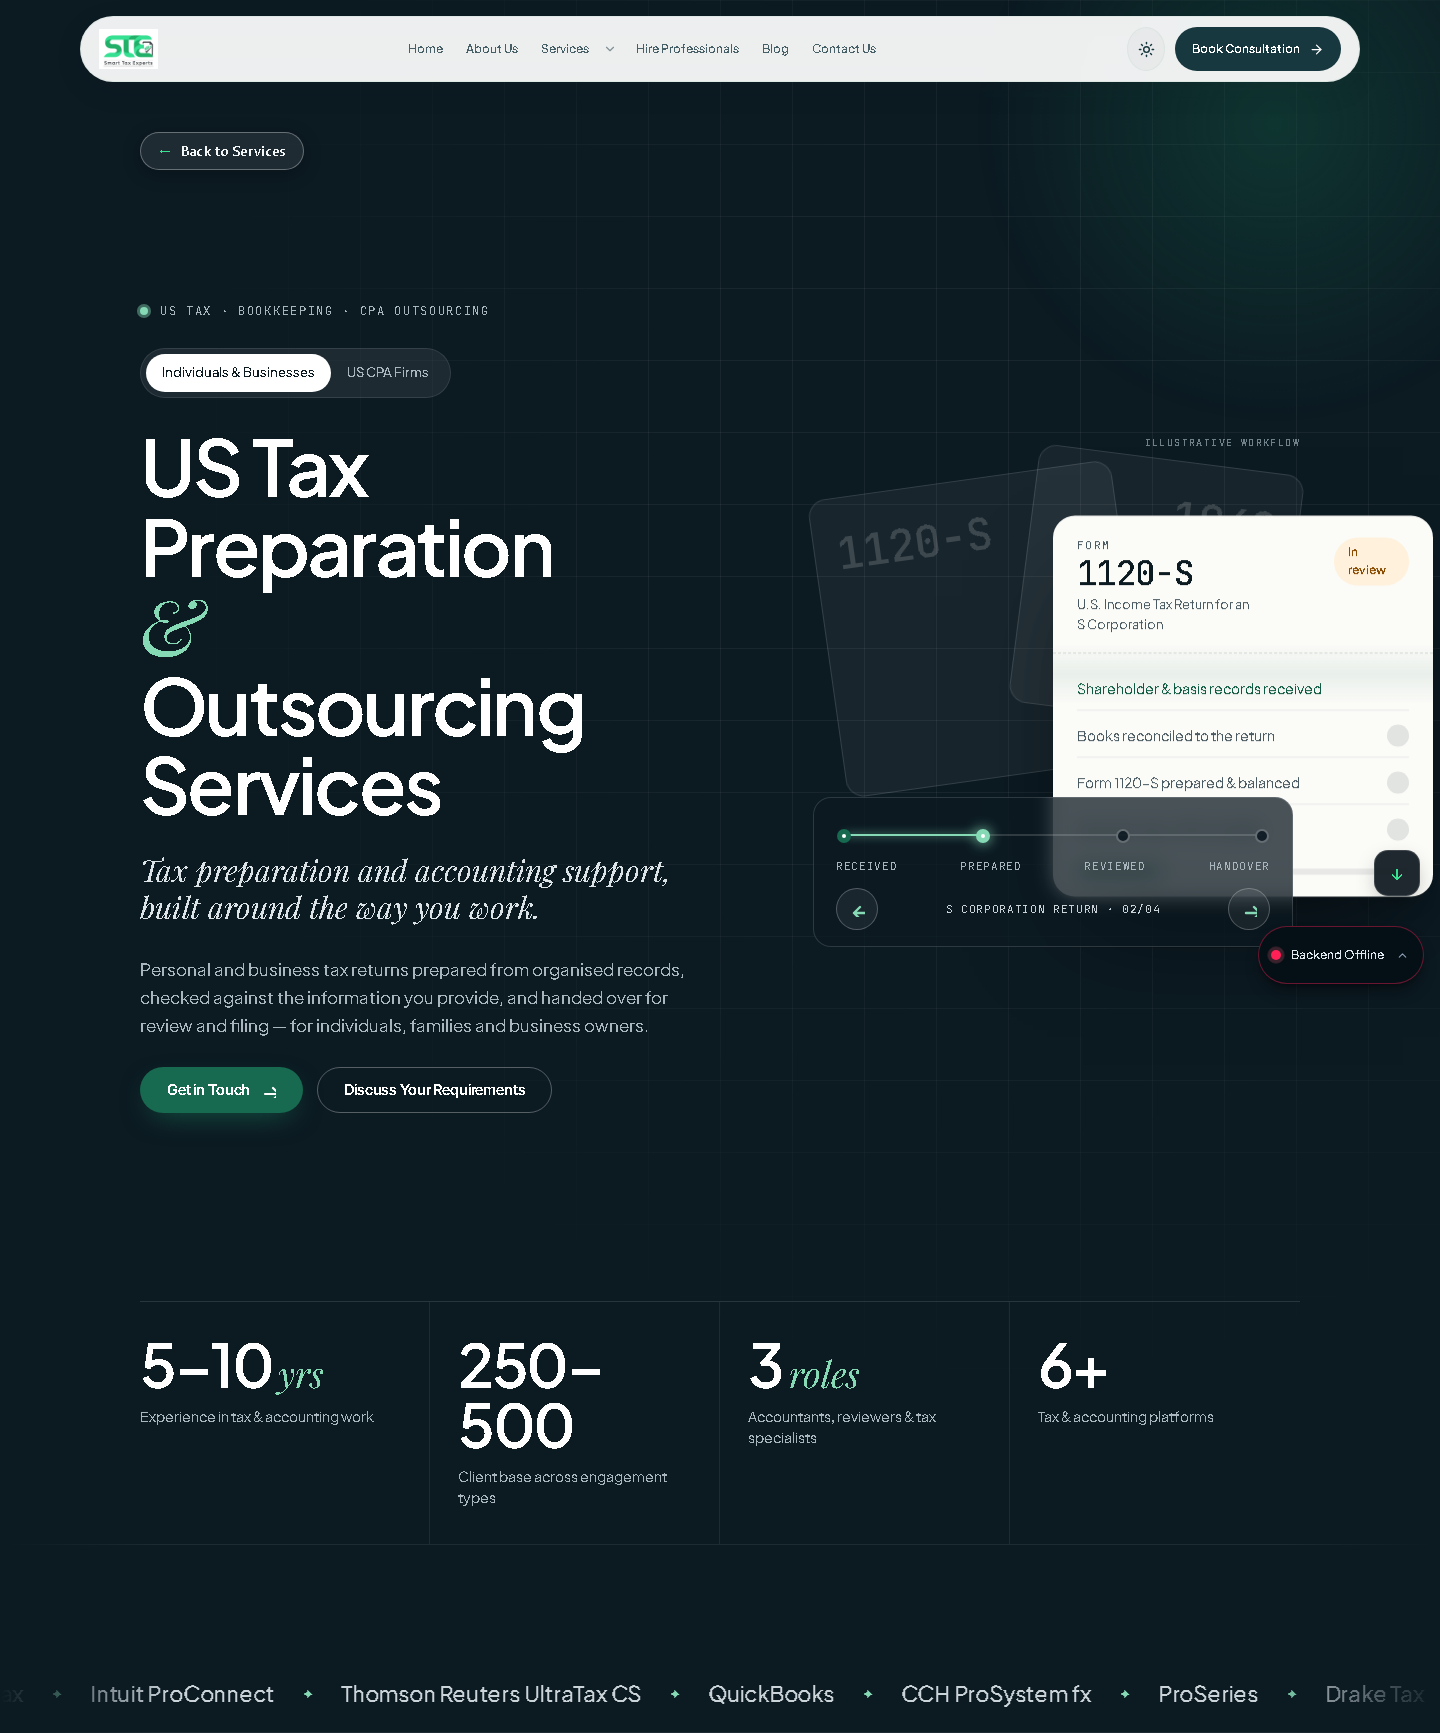 STE
Smart Tax Experts
Home
About Us
Services
Hire Professionals
Blog
Contact Us
Book Consultation →
← Back to Services
US TAX · BOOKKEEPING · CPA OUTSOURCING
Individuals & Businesses
US CPA Firms
US Tax
Preparation
&
Outsourcing
Services
Tax preparation and accounting support,
built around the way you work.
Personal and business tax returns prepared from organised records,
checked against the information you provide, and handed over for
review and filing — for individuals, families and business owners.
Get in Touch
Discuss Your Requirements
ILLUSTRATIVE WORKFLOW
1120-S
FORM
1120-S
In
review
U.S. Income Tax Return for an
S Corporation
Shareholder & basis records received
Books reconciled to the return
Form 1120-S prepared & balanced
RECEIVED
PREPARED
REVIEWED
HANDOVER
S CORPORATION RETURN · 02/04
Backend Offline
5–10 yrs
Experience in tax & accounting work
250–
500
Client base across engagement
types
3 roles
Accountants, reviewers & tax
specialists
6+
Tax & accounting platforms
ax ✦ Intuit ProConnect ✦ Thomson Reuters UltraTax CS ✦ QuickBooks ✦ CCH ProSystem fx ✦ ProSeries ✦ Drake Tax